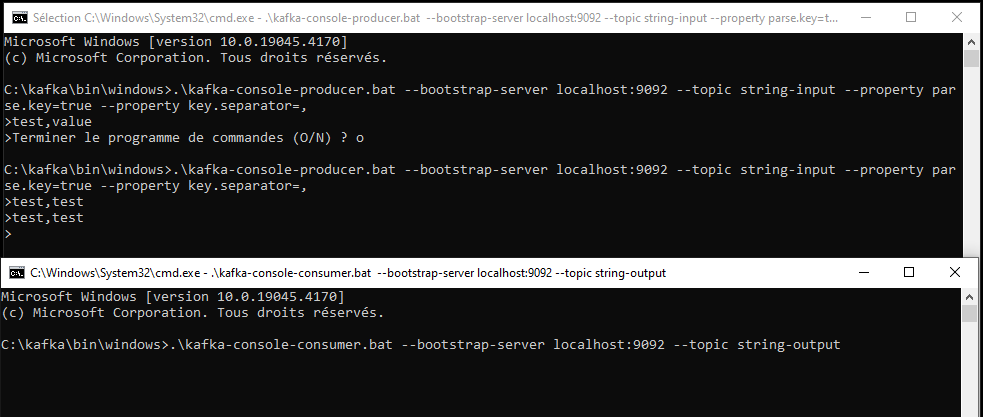 Sélection C:\Windows\System32\cmd.exe - .\kafka-console-producer.bat  --bootstrap-server localhost:9092 --topic string-input --property parse.key=t...
Microsoft Windows [version 10.0.19045.4170]
(c) Microsoft Corporation. Tous droits réservés.
C:\kafka\bin\windows>.\kafka-console-producer.bat --bootstrap-server localhost:9092 --topic string-input --property par
se.key=true --property key.separator=,
>test,value
>Terminer le programme de commandes (O/N) ? o
C:\kafka\bin\windows>.\kafka-console-producer.bat --bootstrap-server localhost:9092 --topic string-input --property par
se.key=true --property key.separator=,
>test,test
>test,test
>
C:\Windows\System32\cmd.exe - .\kafka-console-consumer.bat  --bootstrap-server localhost:9092 --topic string-output
Microsoft Windows [version 10.0.19045.4170]
(c) Microsoft Corporation. Tous droits réservés.
C:\kafka\bin\windows>.\kafka-console-consumer.bat --bootstrap-server localhost:9092 --topic string-output